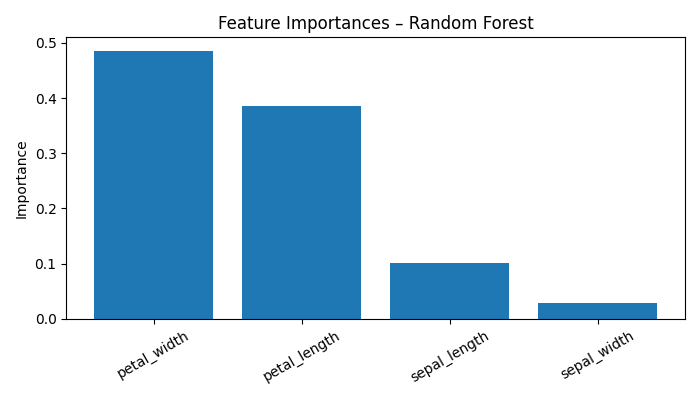 Feature Importances – Random Forest
Importance
0.5
0.4
0.3
0.2
0.1
0.0
petal_width
petal_length
sepal_length
sepal_width